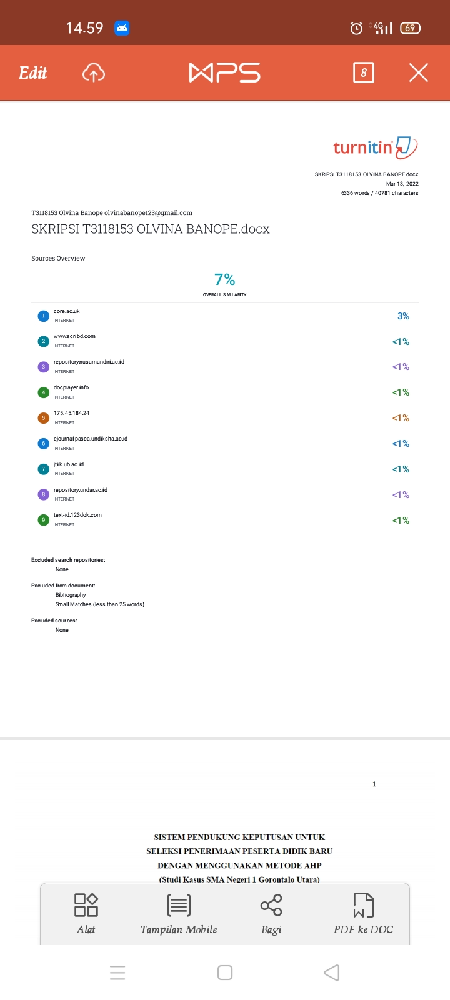 14.59
4G
69
Edit
WPS
8
turnitin
SKRIPSI T3118153 OLVINA BANOPE.docx
Mar 13, 2022
6336 words / 40781 characters
T3118153 Olvina Banope olvinabanope123@gmail.com
SKRIPSI T3118153 OLVINA BANOPE.docx
Sources Overview
7%
OVERALL SIMILARITY
1 core.ac.uk 3%
INTERNET
2 www.scribd.com <1%
INTERNET
3 repository.nusamandiri.ac.id <1%
INTERNET
4 docplayer.info <1%
INTERNET
5 175.45.184.24 <1%
INTERNET
6 ejournal-pasca.undiksha.ac.id <1%
INTERNET
7 jtiik.ub.ac.id <1%
INTERNET
8 repository.undar.ac.id <1%
INTERNET
9 text-id.123dok.com <1%
INTERNET
Excluded search repositories:
None
Excluded from document:
Bibliography
Small Matches (less than 25 words)
Excluded sources:
None
1
SISTEM PENDUKUNG KEPUTUSAN UNTUK
SELEKSI PENERIMAAN PESERTA DIDIK BARU
DENGAN MENGGUNAKAN METODE AHP
(Studi Kasus SMA Negeri 1 Gorontalo Utara)
Alat
Tampilan Mobile
Bagi
PDF ke DOC